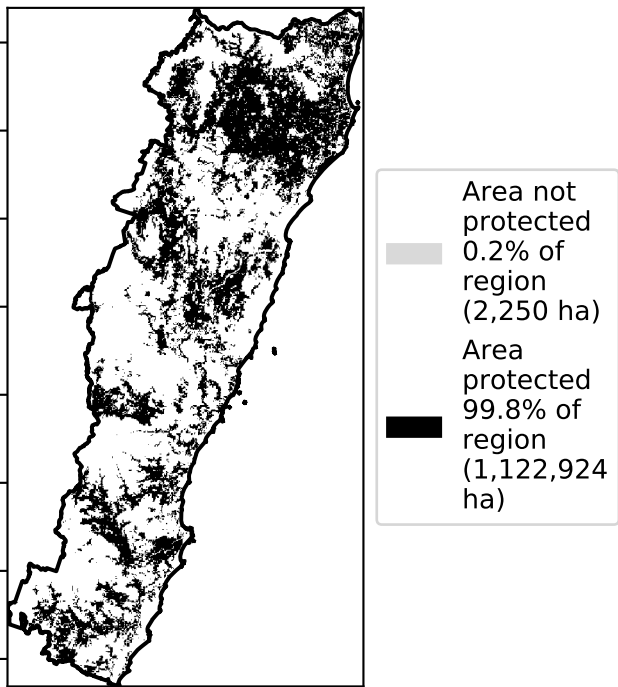 Area not
protected
0.2% of
region
(2,250 ha)
Area
protected
99.8% of
region
(1,122,924
ha)